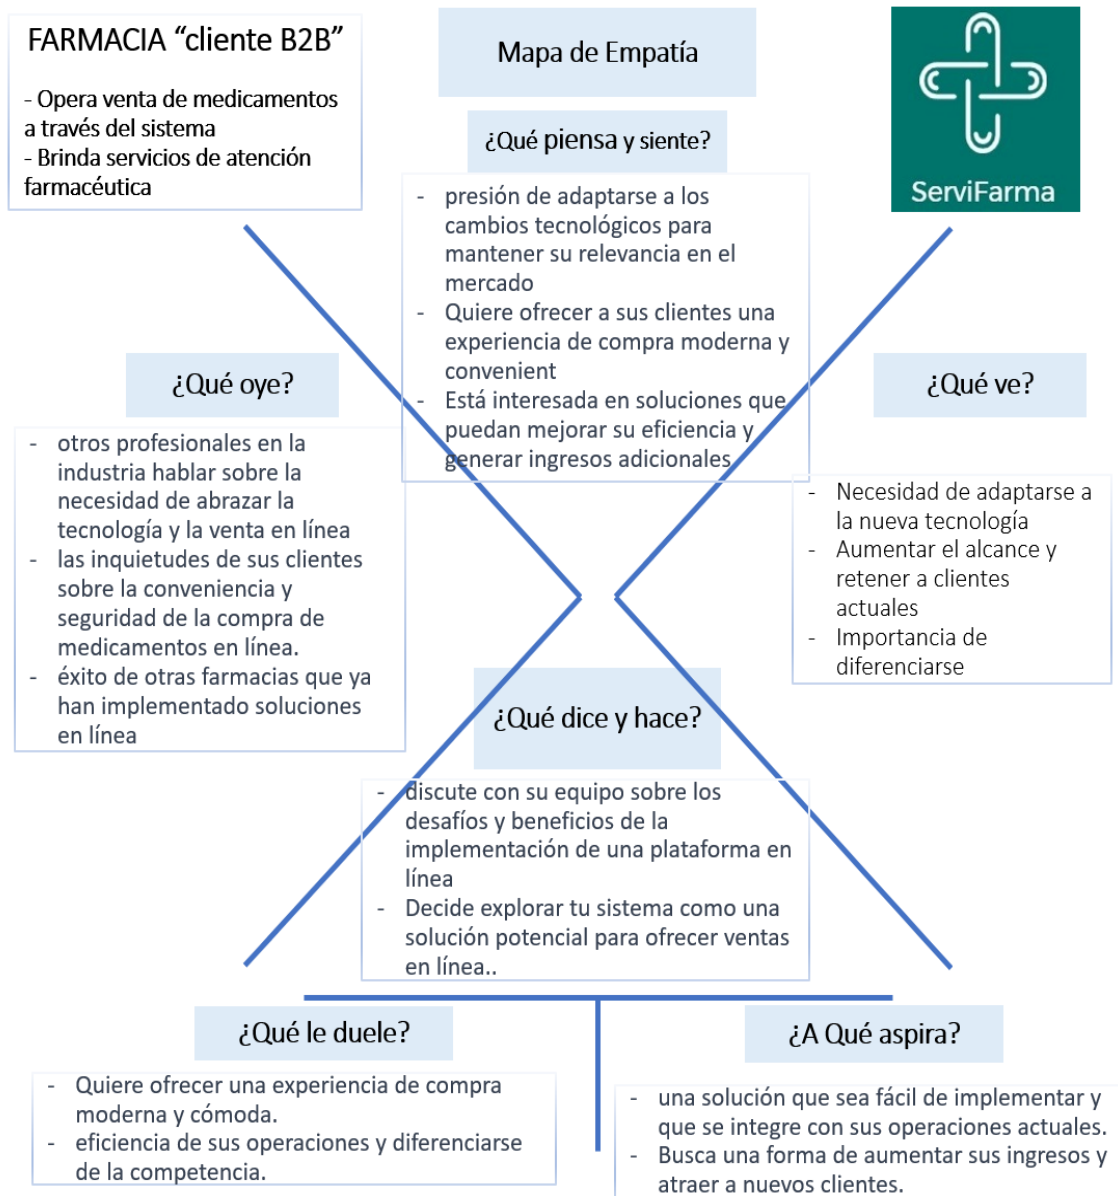 FARMACIA “cliente B2B”
- Opera venta de medicamentos
a través del sistema
- Brinda servicios de atención
farmacéutica
Mapa de Empatía
ServiFarma
¿Qué piensa y siente?
- presión de adaptarse a los
cambios tecnológicos para
mantener su relevancia en el
mercado
- Quiere ofrecer a sus clientes una
experiencia de compra moderna y
convenient
- Está interesada en soluciones que
puedan mejorar su eficiencia y
generar ingresos adicionales
¿Qué oye?
- otros profesionales en la
industria hablar sobre la
necesidad de abrazar la
tecnología y la venta en línea
- las inquietudes de sus clientes
sobre la conveniencia y
seguridad de la compra de
medicamentos en línea.
- éxito de otras farmacias que ya
han implementado soluciones
en línea
¿Qué ve?
- Necesidad de adaptarse a
la nueva tecnología
- Aumentar el alcance y
retener a clientes
actuales
- Importancia de
diferenciarse
¿Qué dice y hace?
- discute con su equipo sobre los
desafíos y beneficios de la
implementación de una plataforma en
línea
- Decide explorar tu sistema como una
solución potencial para ofrecer ventas
en línea..
¿Qué le duele?
- Quiere ofrecer una experiencia de compra
moderna y cómoda.
- eficiencia de sus operaciones y diferenciarse
de la competencia.
¿A Qué aspira?
- una solución que sea fácil de implementar y
que se integre con sus operaciones actuales.
- Busca una forma de aumentar sus ingresos y
atraer a nuevos clientes.